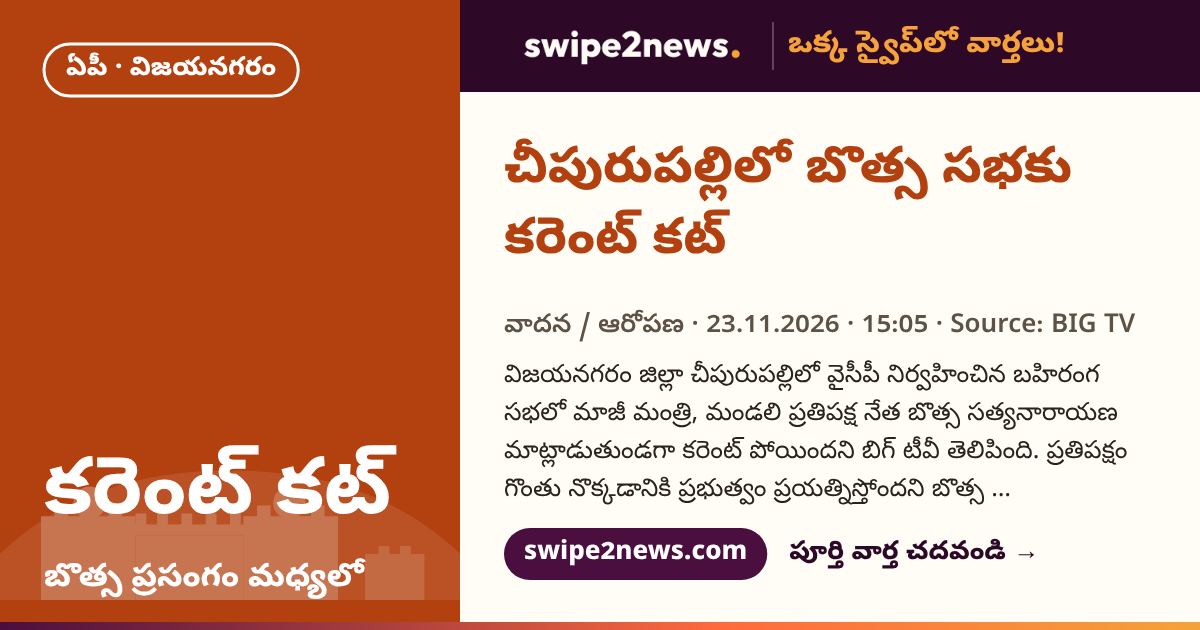 ఏపీ · విజయనగరం
కరెంట్ కట్
బొత్స ప్రసంగం మధ్యలో
swipe2news.
ఒక్క స్వైప్‌లో వార్తలు!
చీపురుపల్లిలో బొత్స సభకు
కరెంట్ కట్
వాదన / ఆరోపణ · 23.11.2026 · 15:05 · Source: BIG TV
విజయనగరం జిల్లా చీపురుపల్లిలో వైసీపీ నిర్వహించిన బహిరంగ
సభలో మాజీ మంత్రి, మండలి ప్రతిపక్ష నేత బొత్స సత్యనారాయణ
మాట్లాడుతుండగా కరెంట్ పోయిందని బిగ్ టీవీ తెలిపింది. ప్రతిపక్షం
గొంతు నొక్కడానికి ప్రభుత్వం ప్రయత్నిస్తోందని బొత్స ...
swipe2news.com
పూర్తి వార్త చదవండి →